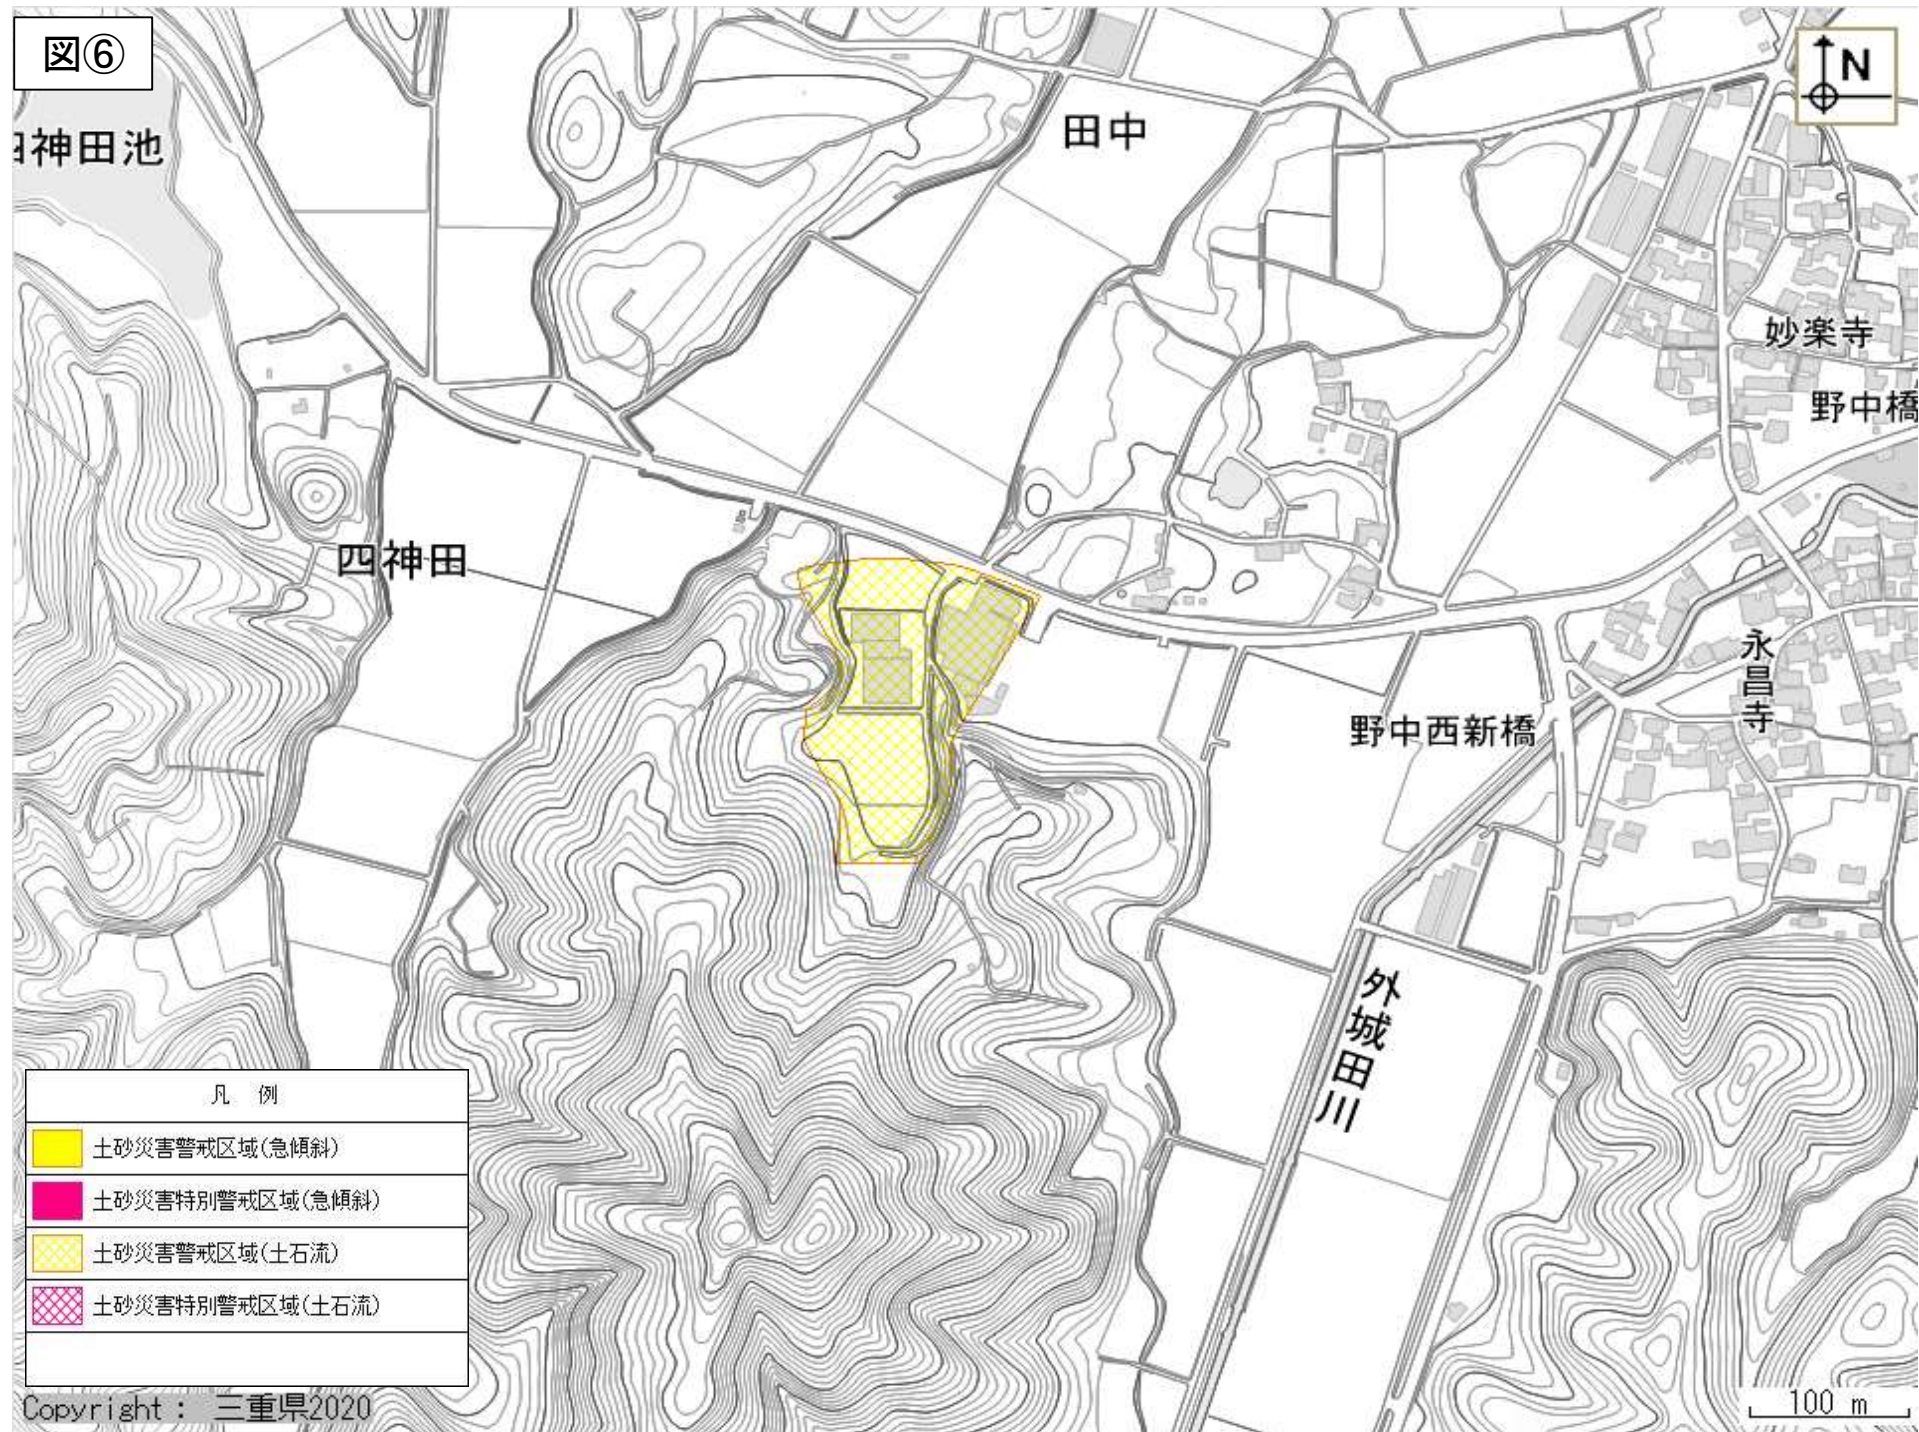 図⑥
N
神田池
田中
妙楽寺
野中橋
四神田
永昌寺
野中西新橋
外城田川
凡 例
土砂災害警戒区域(急傾斜)
土砂災害特別警戒区域(急傾斜)
土砂災害警戒区域(土石流)
土砂災害特別警戒区域(土石流)
Copyright： 三重県2020
100 m